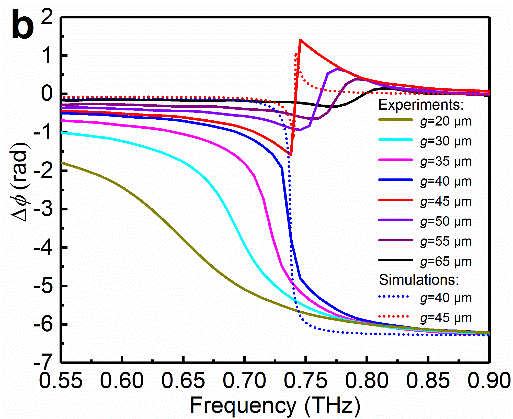 b
2
1
0
-1
-2
-3
-4
-5
-6
-7
Δϕ (rad)
Experiments:
g=20 μm
g=30 μm
g=35 μm
g=40 μm
g=45 μm
g=50 μm
g=55 μm
g=65 μm
Simulations:
g=40 μm
g=45 μm
0.55 0.60 0.65 0.70 0.75 0.80 0.85 0.90
Frequency (THz)